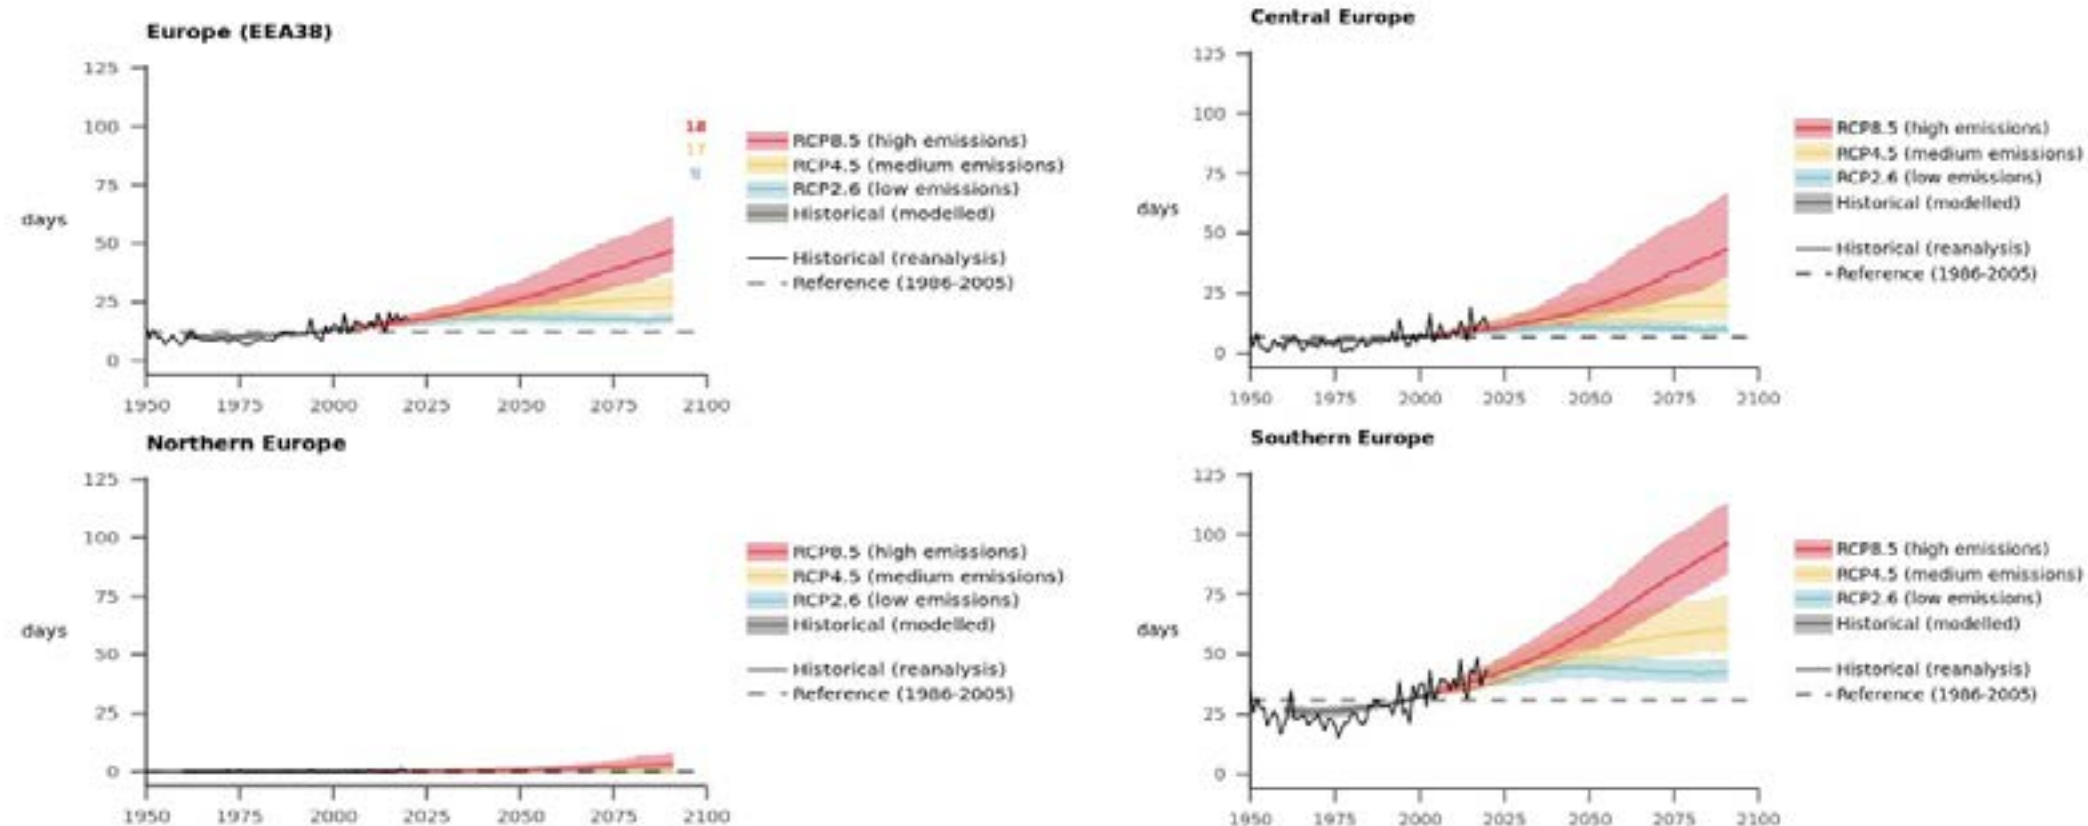 Europe (EEA38)
125
100
75
50
25
0
days
1950 1975 2000 2025 2050 2075 2100
18
17
RCP8.5 (high emissions)
RCP4.5 (medium emissions)
RCP2.6 (low emissions)
Historical (modelled)
Historical (reanalysis)
Reference (1986-2005)
Central Europe
125
100
75
50
25
0
days
1950 1975 2000 2025 2050 2075 2100
RCP8.5 (high emissions)
RCP4.5 (medium emissions)
RCP2.6 (low emissions)
Historical (modelled)
Historical (reanalysis)
Reference (1986-2005)
Northern Europe
125
100
75
50
25
0
days
1950 1975 2000 2025 2050 2075 2100
RCP8.5 (high emissions)
RCP4.5 (medium emissions)
RCP2.6 (low emissions)
Historical (modelled)
Historical (reanalysis)
Reference (1986-2005)
Southern Europe
125
100
75
50
25
0
days
1950 1975 2000 2025 2050 2075 2100
RCP8.5 (high emissions)
RCP4.5 (medium emissions)
RCP2.6 (low emissions)
Historical (modelled)
Historical (reanalysis)
Reference (1986-2005)